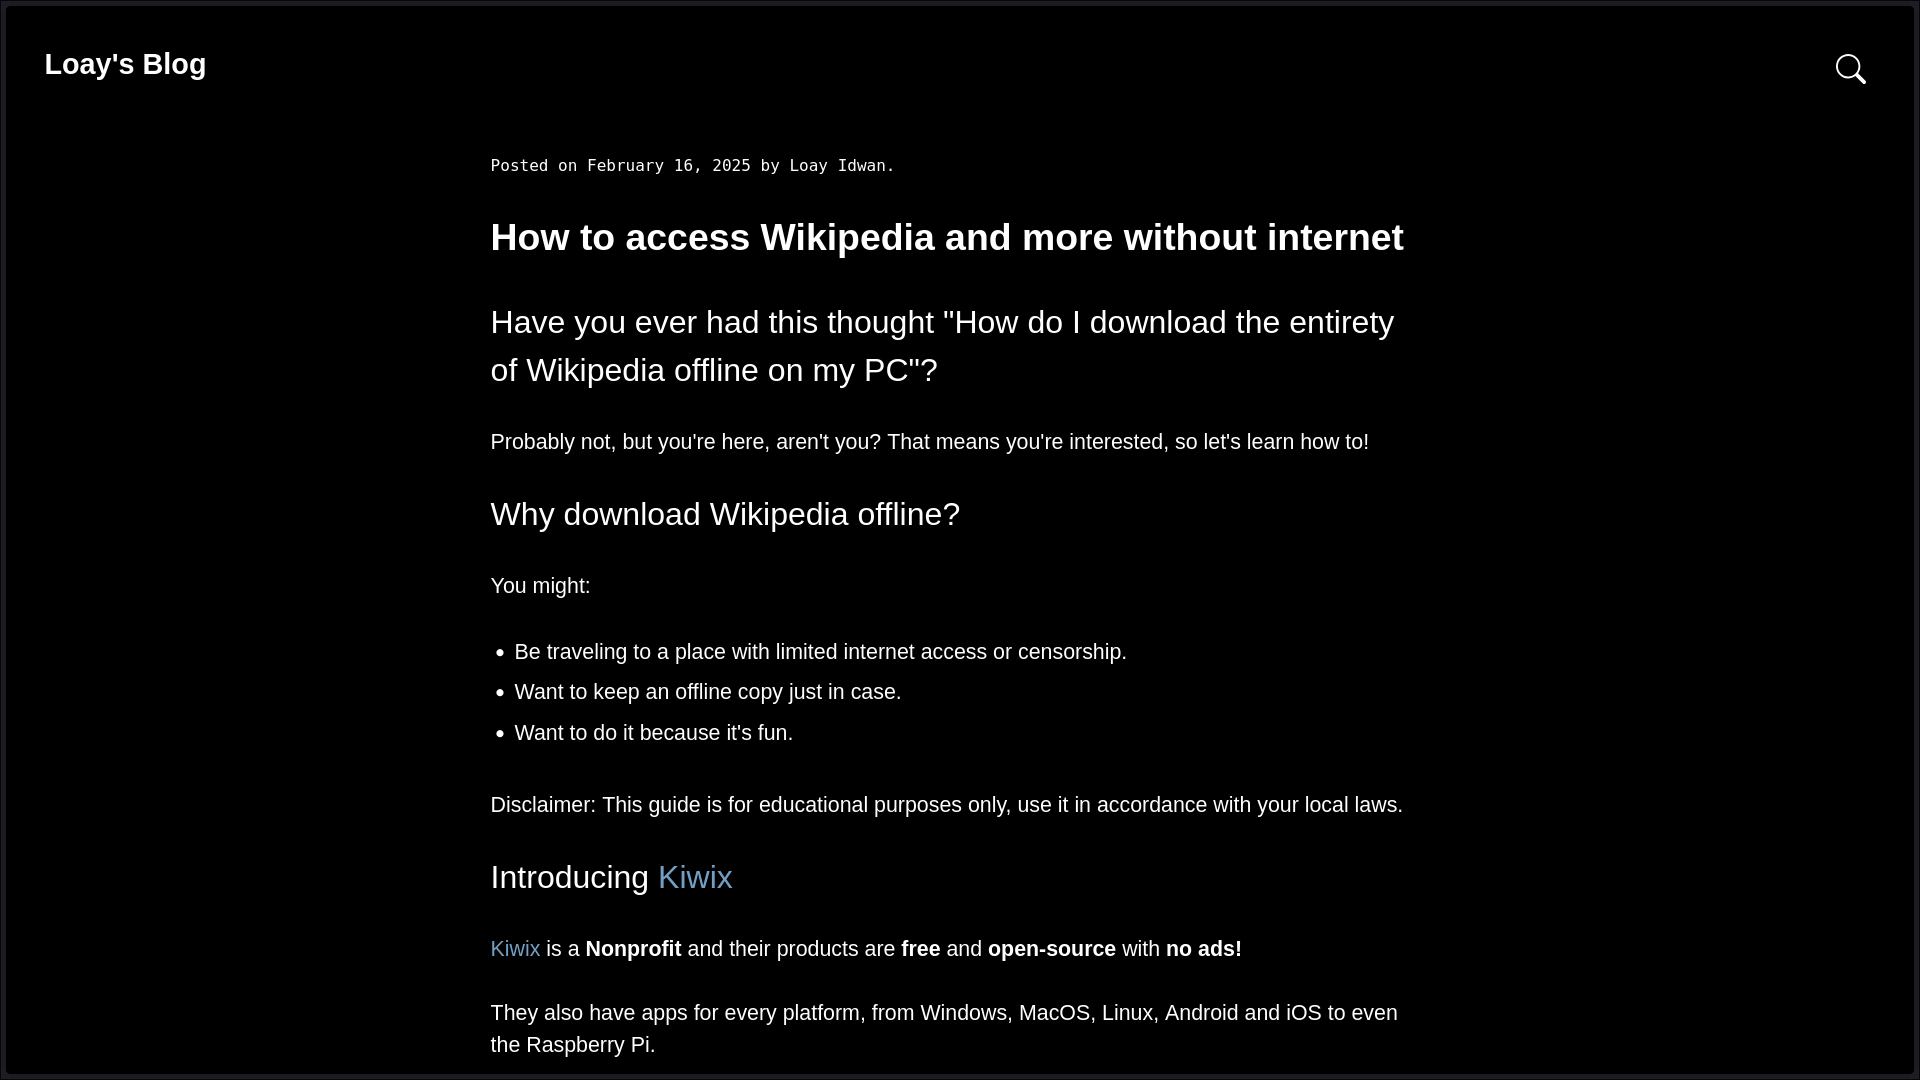 Loay's Blog
Posted on February 16, 2025 by Loay Idwan.
How to access Wikipedia and more without internet
Have you ever had this thought "How do I download the entirety
of Wikipedia offline on my PC"?
Probably not, but you're here, aren't you? That means you're interested, so let's learn how to!
Why download Wikipedia offline?
You might:
• Be traveling to a place with limited internet access or censorship.
• Want to keep an offline copy just in case.
• Want to do it because it's fun.
Disclaimer: This guide is for educational purposes only, use it in accordance with your local laws.
Introducing Kiwix
Kiwix is a Nonprofit and their products are free and open-source with no ads!
They also have apps for every platform, from Windows, MacOS, Linux, Android and iOS to even
the Raspberry Pi.